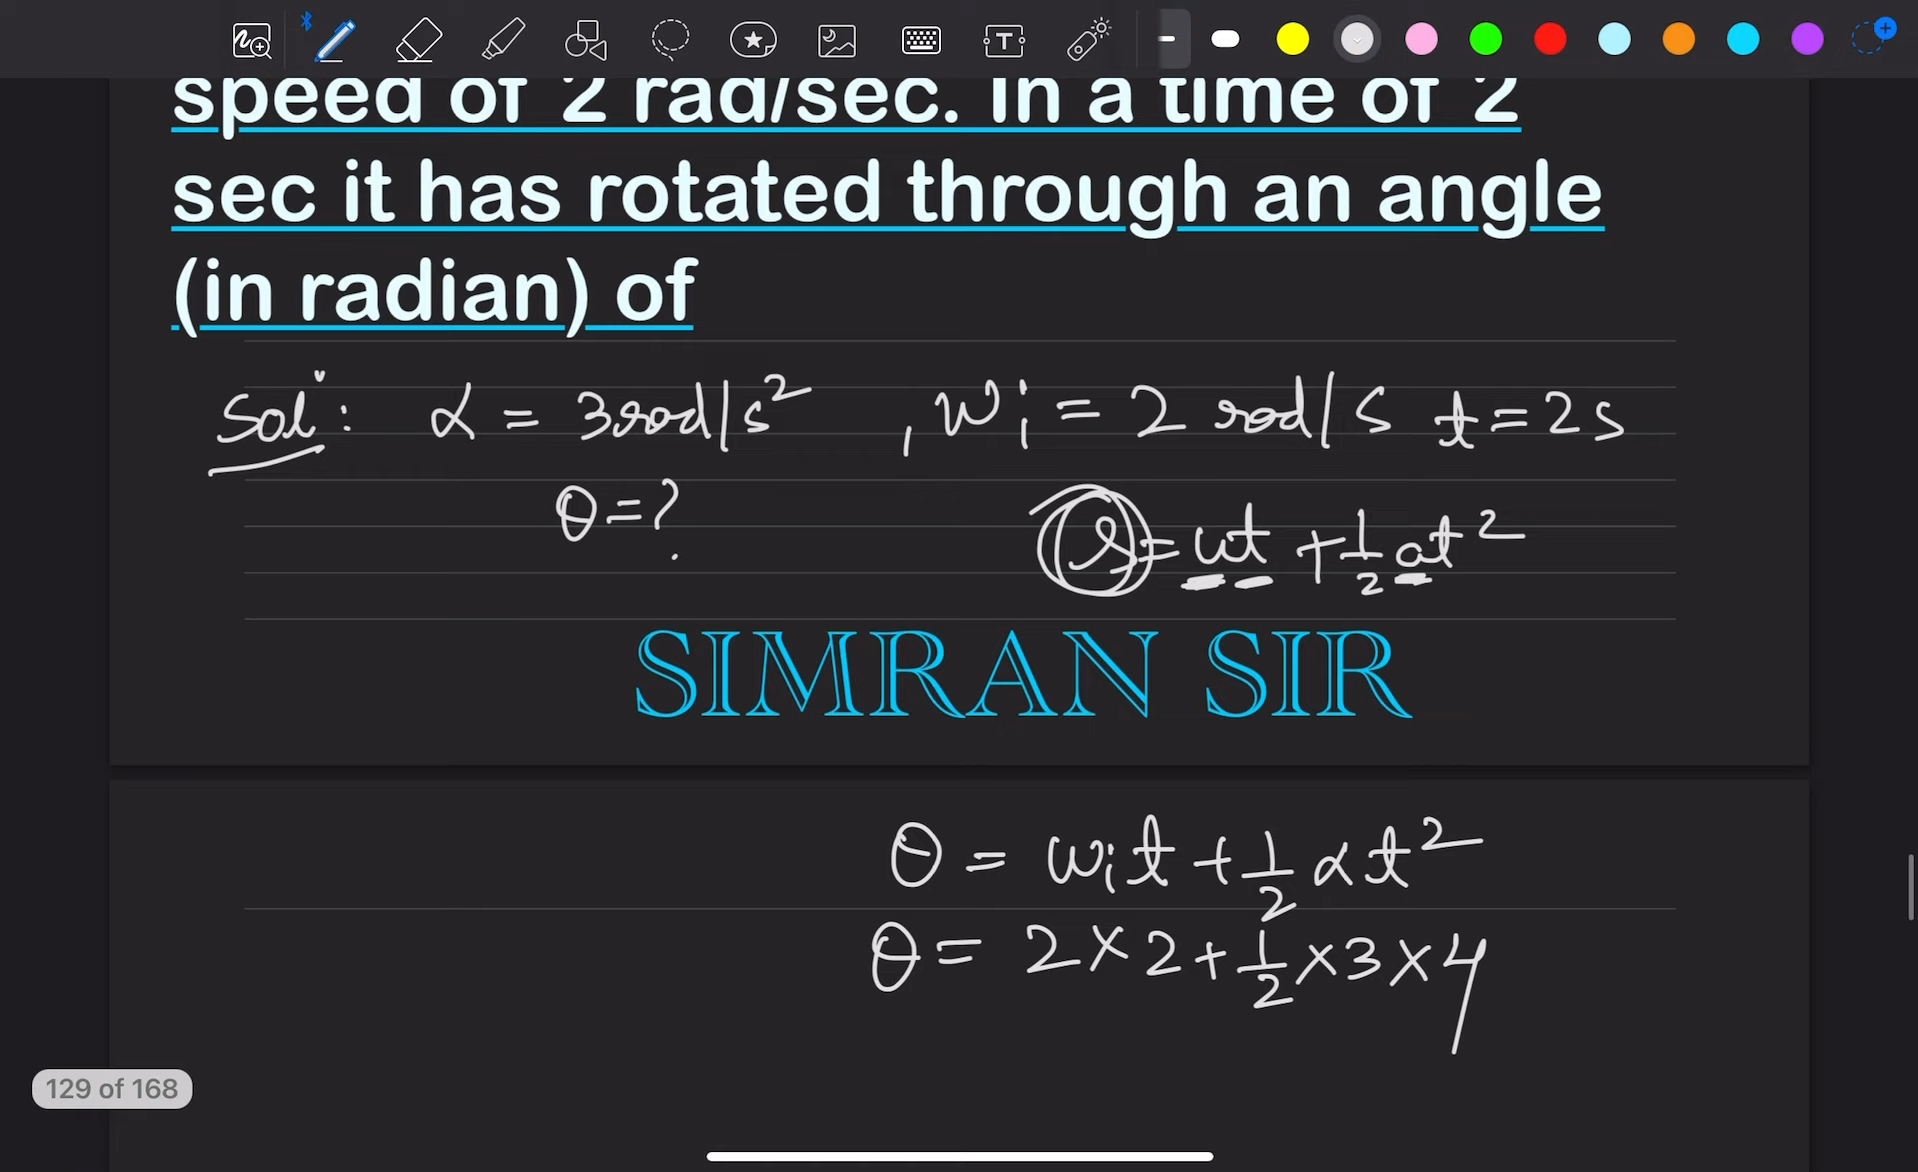 speed of 2 rad/sec. In a time of 2
sec it has rotated through an angle
(in radian) of
Sol: α = 3rad/s² , ωi = 2 rad/s t=2s
θ=? s=ut+½at²
SIMRAN SIR
θ = ωit+½αt²
θ= 2×2+½×3×4
129 of 168